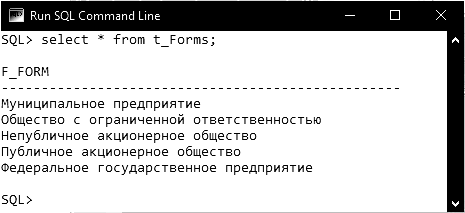 Run SQL Command Line
SQL> select * from t_Forms;
F_FORM
--------------------------------------------------
Муниципальное предприятие
Общество с ограниченной ответственностью
Непубличное акционерное общество
Публичное акционерное общество
Федеральное государственное предприятие
SQL>